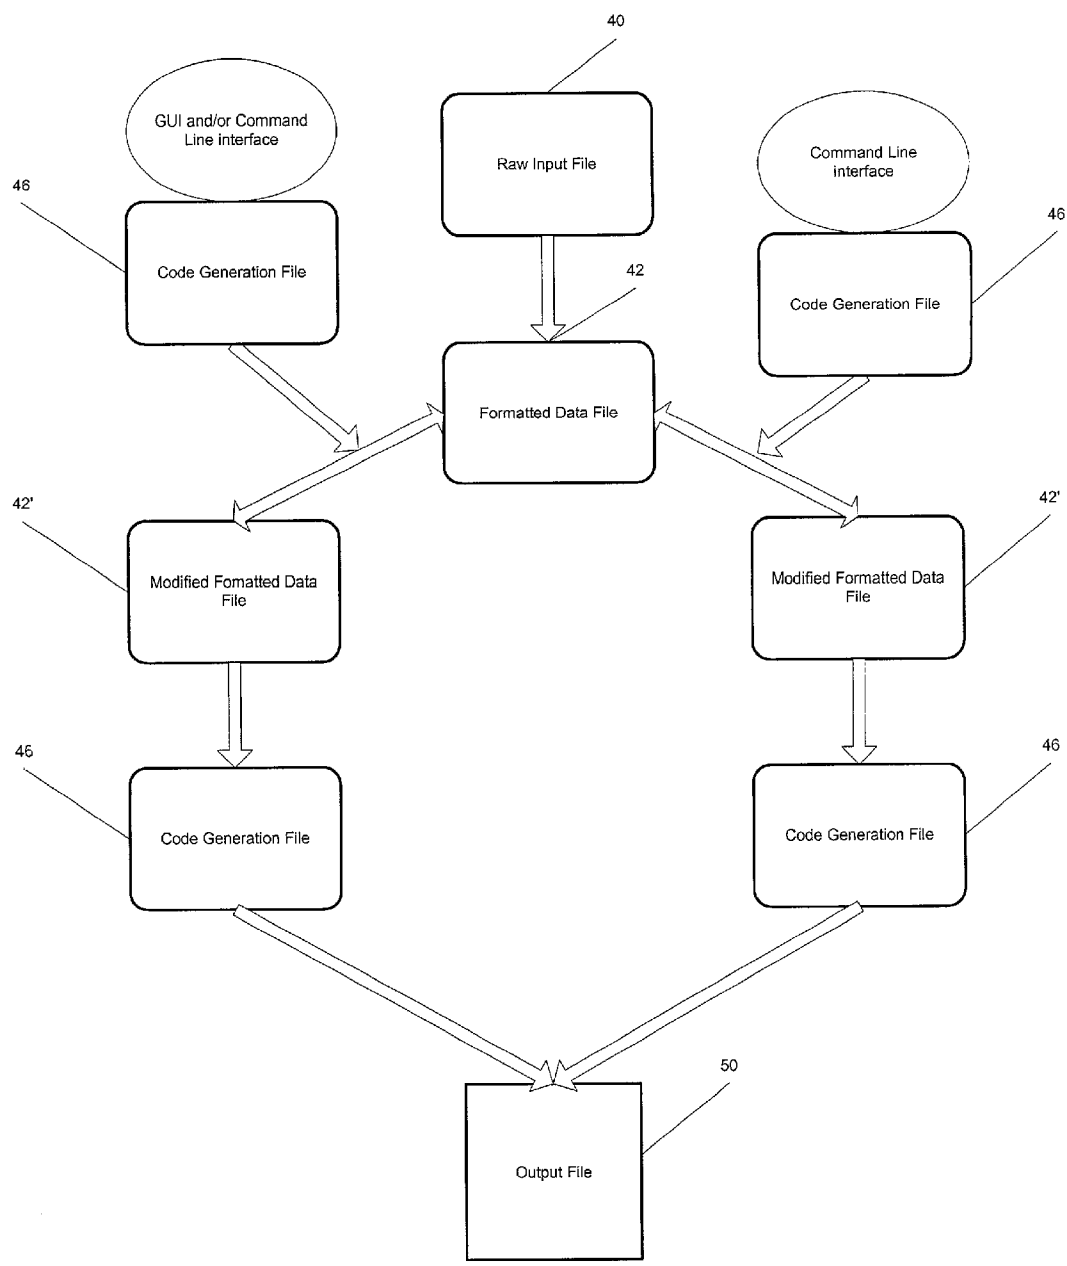 40
GUI and/or Command
Line interface
Raw Input File
Command Line
interface
46
46
Code Generation File
42
Code Generation File
Formatted Data File
42'
42'
Modified Fomatted Data
File
Modified Formatted Data
File
46
46
Code Generation File
Code Generation File
50
Output File